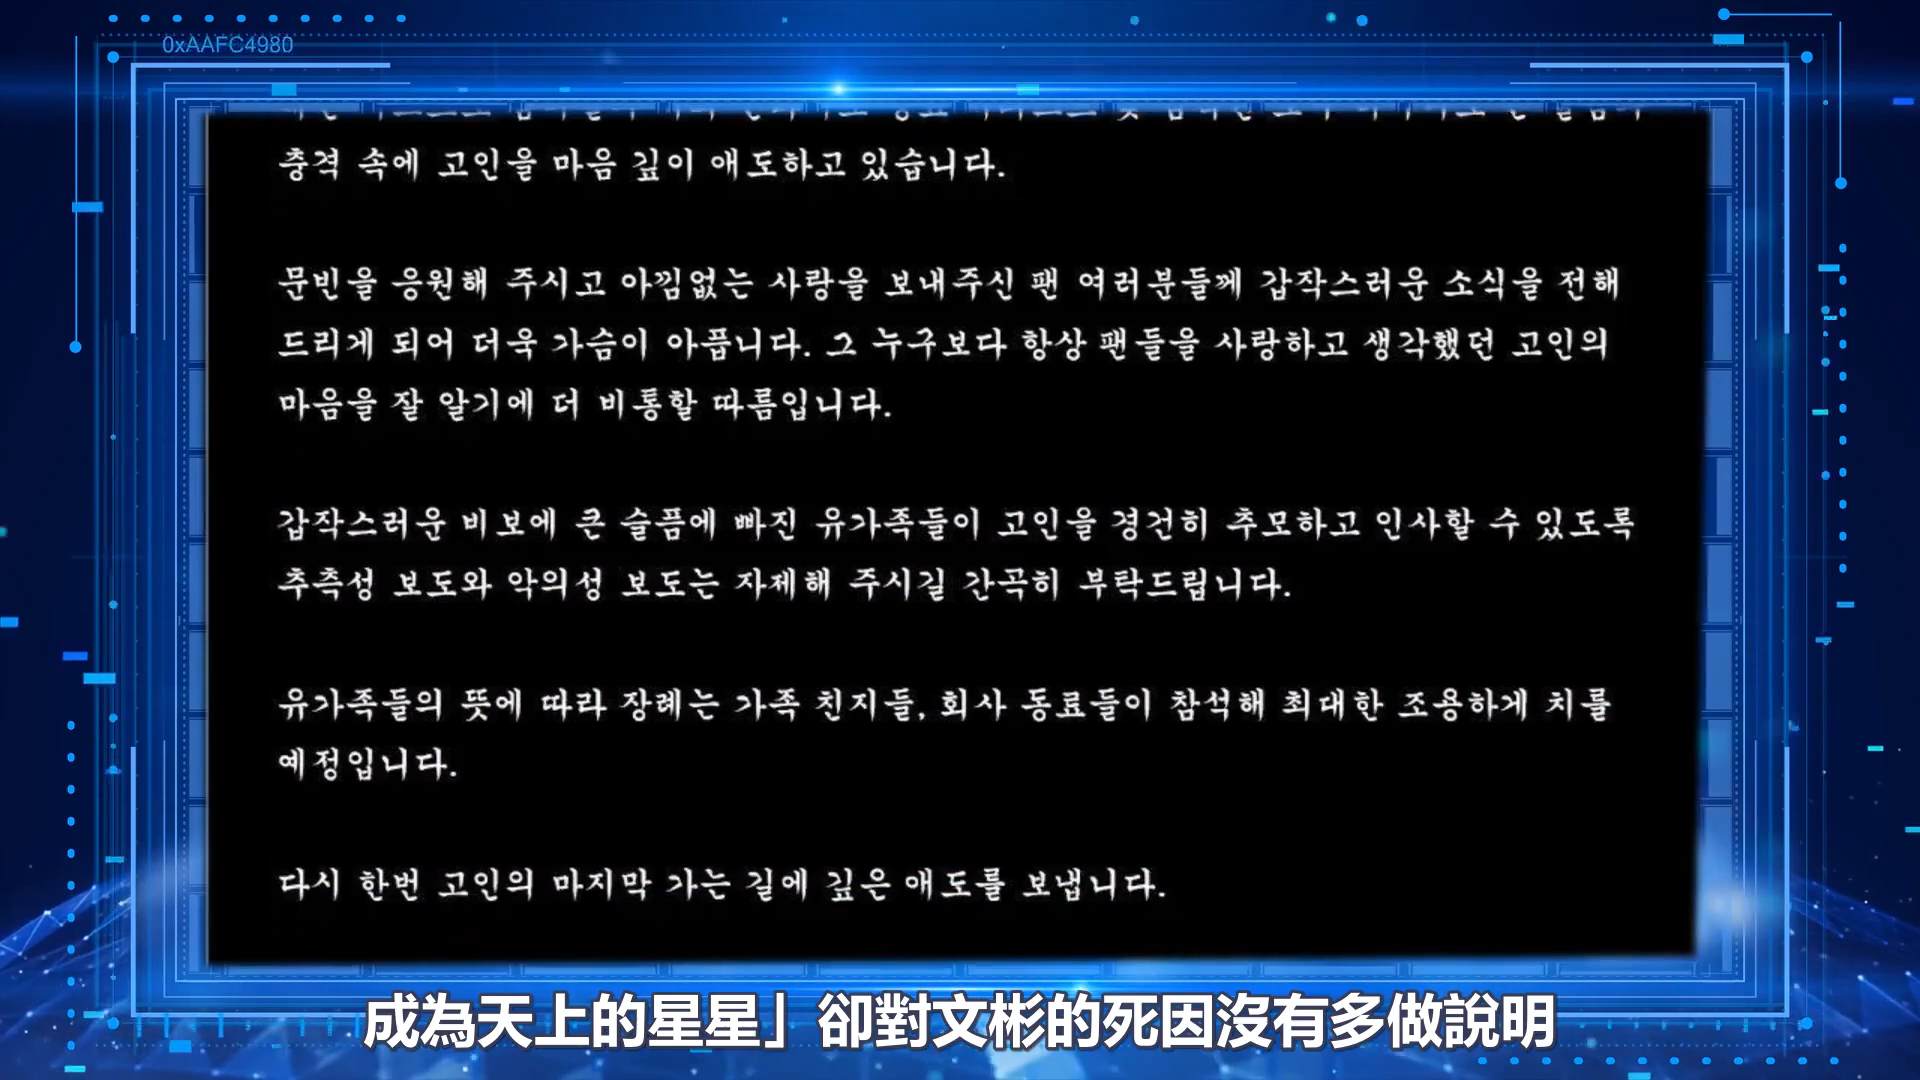 0xAAFC4980
충격 속에 고인을 마음 깊이 애도하고 있습니다.
문빈을 응원해 주시고 아낌없는 사랑을 보내주신 팬 여러분들께 갑작스러운 소식을 전해
드리게 되어 더욱 가슴이 아픕니다. 그 누구보다 항상 팬들을 사랑하고 생각했던 고인의
마음을 잘 알기에 더 비통할 따름입니다.
갑작스러운 비보에 큰 슬픔에 빠진 유가족들이 고인을 경건히 추모하고 인사할 수 있도록
추측성 보도와 악의성 보도는 자제해 주시길 간곡히 부탁드립니다.
유가족들의 뜻에 따라 장례는 가족 친지들, 회사 동료들이 참석해 최대한 조용하게 치를
예정입니다.
다시 한번 고인의 마지막 가는 길에 깊은 애도를 보냅니다.
成為天上的星星」卻對文彬的死因沒有多做說明